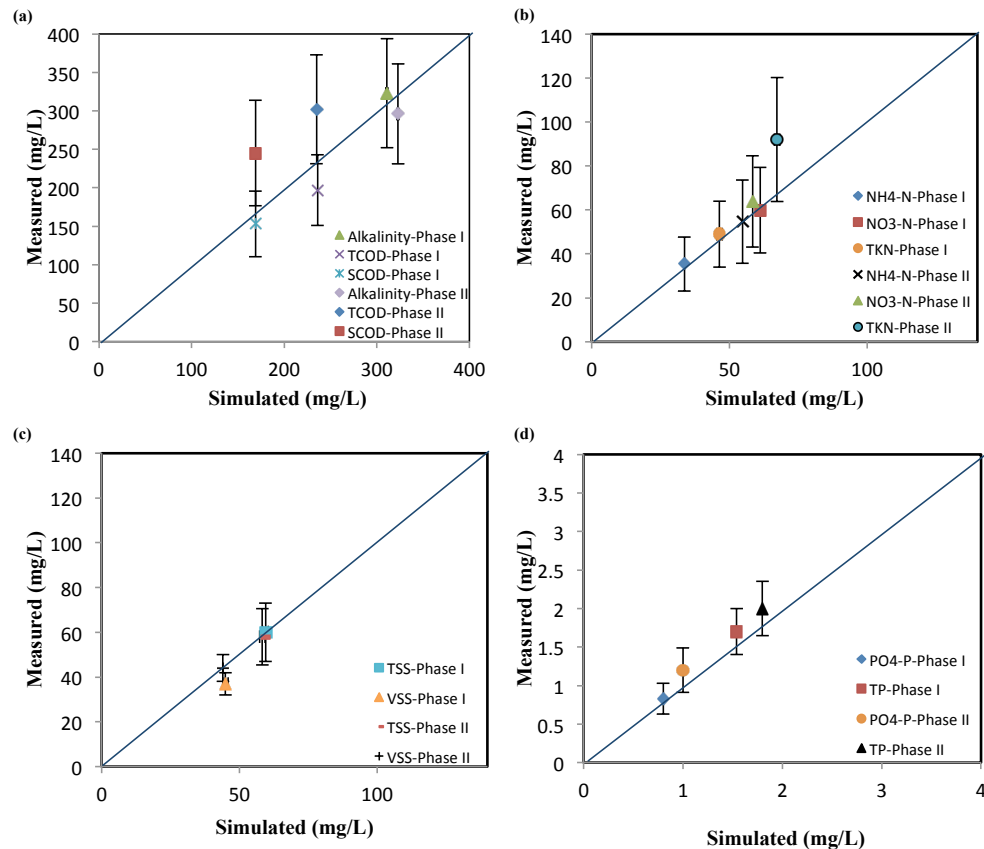 (a)
400
350
300
250
200
150
100
50
0
Measured (mg/L)
Alkalinity-Phase I
TCOD-Phase I
SCOD-Phase I
Alkalinity-Phase II
TCOD-Phase II
SCOD-Phase II
0 100 200 300 400
Simulated (mg/L)
(b)
140
120
100
80
60
40
20
0
Measured (mg/L)
NH4-N-Phase I
NO3-N-Phase I
TKN-Phase I
NH4-N-Phase II
NO3-N-Phase II
TKN-Phase II
0 50 100
Simulated (mg/L)
(c)
140
120
100
80
60
40
20
0
Measured (mg/L)
TSS-Phase I
VSS-Phase I
TSS-Phase II
VSS-Phase II
0 50 100
Simulated (mg/L)
(d)
4
3.5
3
2.5
2
1.5
1
0.5
0
Measured (mg/L)
PO4-P-Phase I
TP-Phase I
PO4-P-Phase II
TP-Phase II
0 1 2 3 4
Simulated (mg/L)